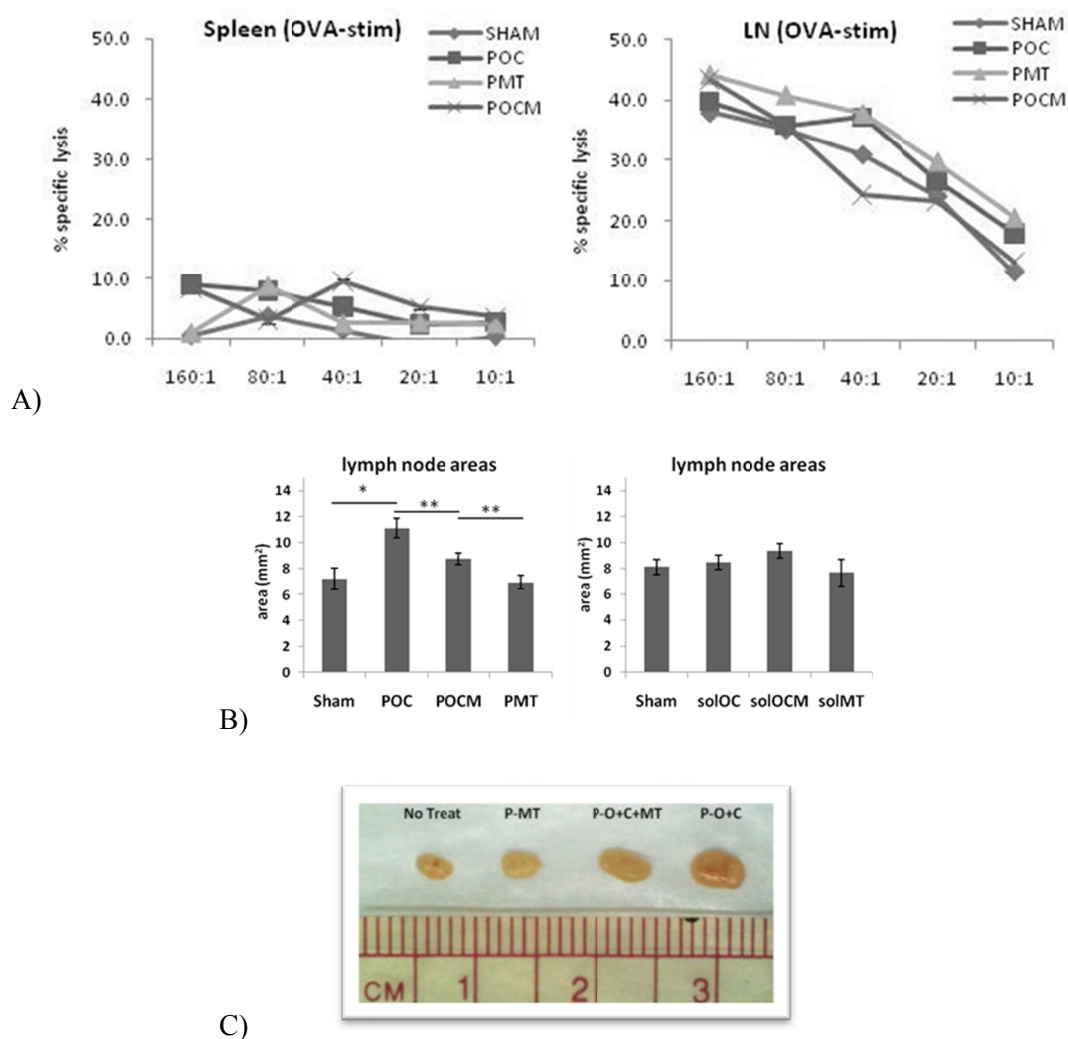 Spleen (OVA-stim)
SHAM
POC
PMT
POCM
% specific lysis
50.0
40.0
30.0
20.0
10.0
0.0
160:1 80:1 40:1 20:1 10:1
LN (OVA-stim)
SHAM
POC
PMT
POCM
% specific lysis
50.0
40.0
30.0
20.0
10.0
0.0
160:1 80:1 40:1 20:1 10:1
A)
lymph node areas
area (mm²)
14
12
10
8
6
4
2
0
* ** **
Sham POC POCM PMT
lymph node areas
area (mm²)
14
12
10
8
6
4
2
0
Sham solOC solOCM solMT
B)
No Treat P-MT P-O+C+MT P-O+C
CM 1 2 3
C)